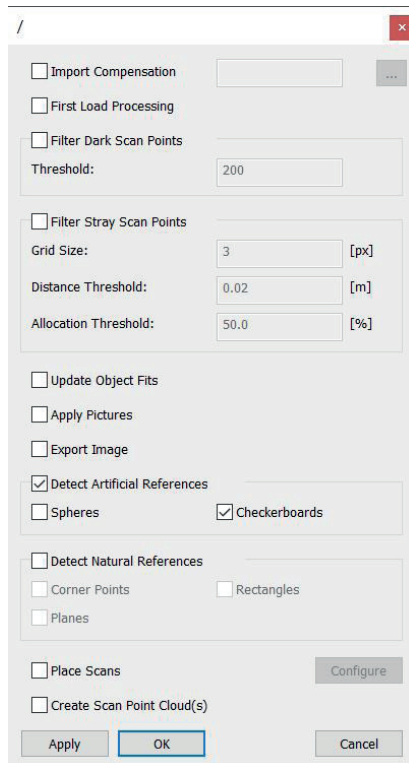 /
×
Import Compensation
...
First Load Processing
Filter Dark Scan Points
Threshold: 200
Filter Stray Scan Points
Grid Size: 3 [px]
Distance Threshold: 0.02 [m]
Allocation Threshold: 50.0 [%]
Update Object Fits
Apply Pictures
Export Image
Detect Artificial References
Spheres Checkerboards
Detect Natural References
Corner Points Rectangles
Planes
Place Scans Configure
Create Scan Point Cloud(s)
Apply OK Cancel